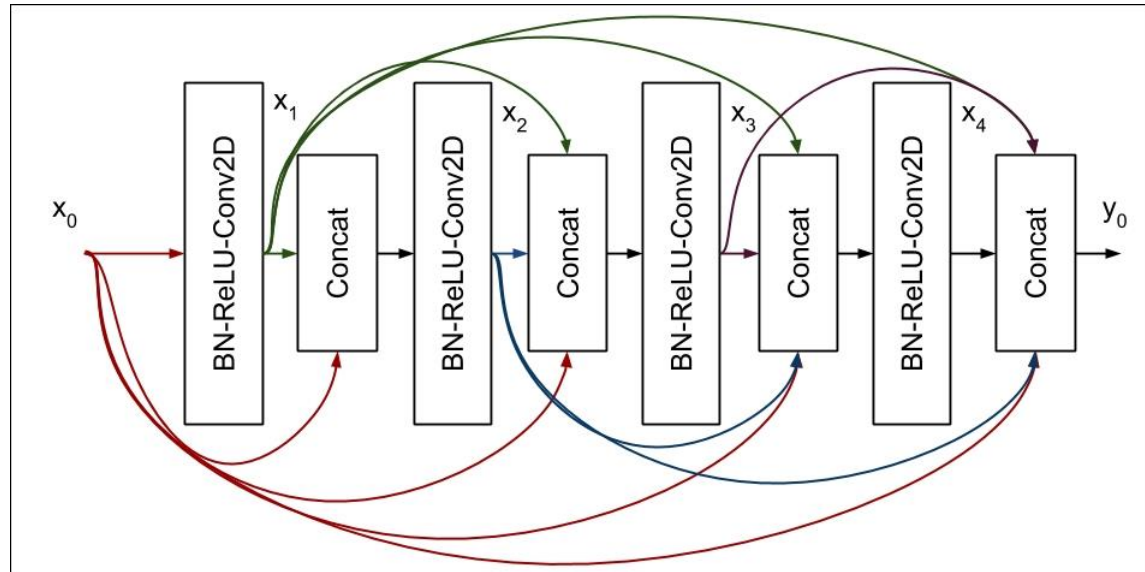 x0
BN-ReLU-Conv2D
x1
Concat
BN-ReLU-Conv2D
x2
Concat
BN-ReLU-Conv2D
x3
Concat
BN-ReLU-Conv2D
x4
Concat
y0